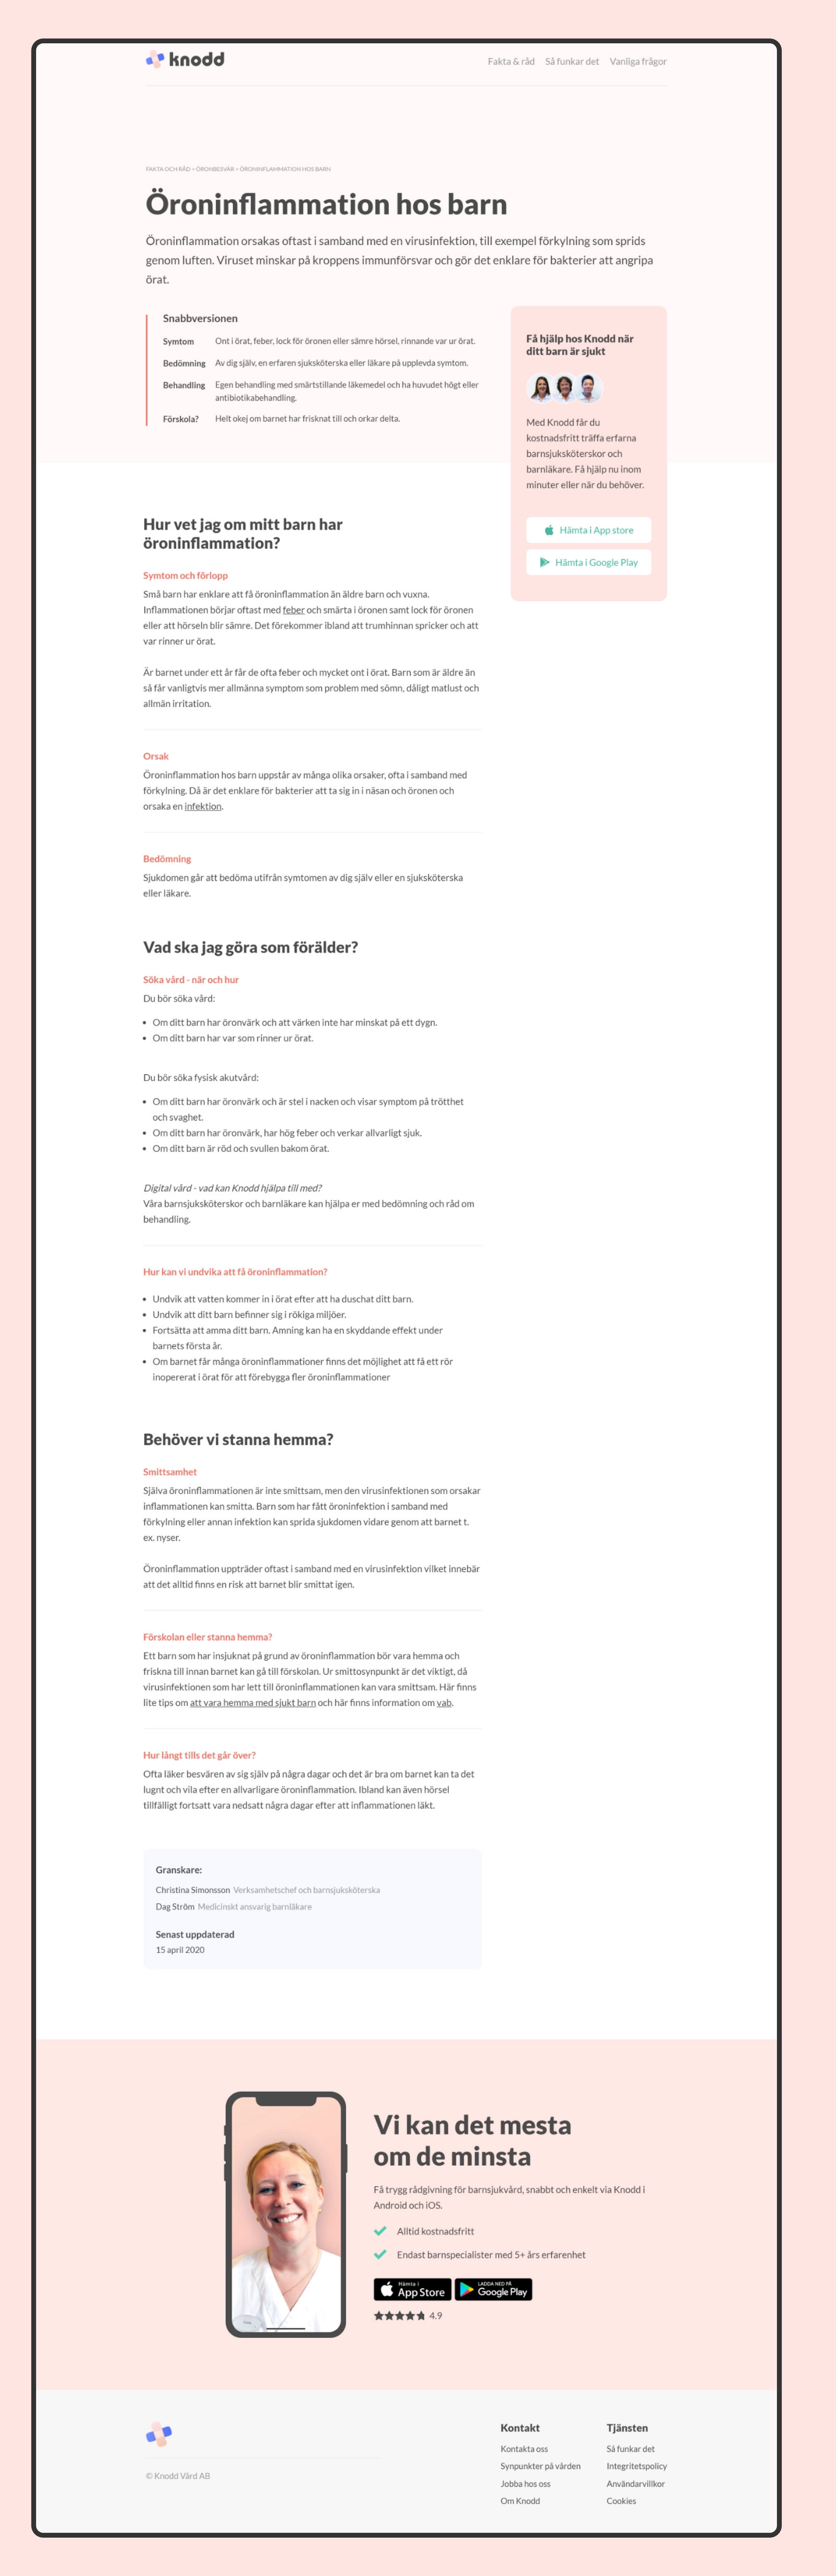 knodd
Fakta & råd Så funkar det Vanliga frågor
FAKTA OCH RÅD > ÖRONBESVÄR > ÖRONINFLAMMATION HOS BARN
Öroninflammation hos barn
Öroninflammation orsakas oftast i samband med en virusinfektion, till exempel förkylning som sprids
genom luften. Viruset minskar på kroppens immunförsvar och gör det enklare för bakterier att angripa
örat.
Snabbversionen
Symtom Ont i örat, feber, lock för öronen eller sämre hörsel, rinnande var ur örat.
Bedömning Av dig själv, en erfaren sjuksköterska eller läkare på upplevda symtom.
Behandling Egen behandling med smärtstillande läkemedel och ha huvudet högt eller
antibiotikabehandling.
Förskola? Helt okej om barnet har frisknat till och orkar delta.
Få hjälp hos Knodd när
ditt barn är sjukt
Med Knodd får du
kostnadsfritt träffa erfarna
barnsjuksköterskor och
barnläkare. Få hjälp nu inom
minuter eller när du behöver.
Hämta i App store
Hämta i Google Play
Hur vet jag om mitt barn har
öroninflammation?
Symtom och förlopp
Små barn har enklare att få öroninflammation än äldre barn och vuxna.
Inflammationen börjar oftast med feber och smärta i öronen samt lock för öronen
eller att hörseln blir sämre. Det förekommer ibland att trumhinnan spricker och att
var rinner ur örat.
Är barnet under ett år får de ofta feber och mycket ont i örat. Barn som är äldre än
så får vanligtvis mer allmänna symptom som problem med sömn, dåligt matlust och
allmän irritation.
Orsak
Öroninflammation hos barn uppstår av många olika orsaker, ofta i samband med
förkylning. Då är det enklare för bakterier att ta sig in i näsan och öronen och
orsaka en infektion.
Bedömning
Sjukdomen går att bedöma utifrån symtomen av dig själv eller en sjuksköterska
eller läkare.
Vad ska jag göra som förälder?
Söka vård - när och hur
Du bör söka vård:
• Om ditt barn har öronvärk och att värken inte har minskat på ett dygn.
• Om ditt barn har var som rinner ur örat.
Du bör söka fysisk akutvård:
• Om ditt barn har öronvärk och är stel i nacken och visar symptom på trötthet
och svaghet.
• Om ditt barn har öronvärk, har hög feber och verkar allvarligt sjuk.
• Om ditt barn är röd och svullen bakom örat.
Digital vård - vad kan Knodd hjälpa till med?
Våra barnsjuksköterskor och barnläkare kan hjälpa er med bedömning och råd om
behandling.
Hur kan vi undvika att få öroninflammation?
• Undvik att vatten kommer in i örat efter att ha duschat ditt barn.
• Undvik att ditt barn befinner sig i rökiga miljöer.
• Fortsätta att amma ditt barn. Amning kan ha en skyddande effekt under
barnets första år.
• Om barnet får många öroninflammationer finns det möjlighet att få ett rör
inopererat i örat för att förebygga fler öroninflammationer
Behöver vi stanna hemma?
Smittsamhet
Själva öroninflammationen är inte smittsam, men den virusinfektionen som orsakar
inflammationen kan smitta. Barn som har fått öroninfektion i samband med
förkylning eller annan infektion kan sprida sjukdomen vidare genom att barnet t.
ex. nyser.
Öroninflammation uppträder oftast i samband med en virusinfektion vilket innebär
att det alltid finns en risk att barnet blir smittat igen.
Förskolan eller stanna hemma?
Ett barn som har insjuknat på grund av öroninflammation bör vara hemma och
friskna till innan barnet kan gå till förskolan. Ur smittosynpunkt är det viktigt, då
virusinfektionen som har lett till öroninflammationen kan vara smittsam. Här finns
lite tips om att vara hemma med sjukt barn och här finns information om vab.
Hur långt tills det går över?
Ofta läker besvären av sig själv på några dagar och det är bra om barnet kan ta det
lugnt och vila efter en allvarligare öroninflammation. Ibland kan även hörsel
tillfälligt fortsatt vara nedsatt några dagar efter att inflammationen läkt.
Granskare:
Christina Simonsson Verksamhetschef och barnsjuksköterska
Dag Ström Medicinskt ansvarig barnläkare
Senast uppdaterad
15 april 2020
Vi kan det mesta
om de minsta
Få trygg rådgivning för barnsjukvård, snabbt och enkelt via Knodd i
Android och iOS.
Alltid kostnadsfritt
Endast barnspecialister med 5+ års erfarenhet
Hämta i
App Store
LADDA NED PÅ
Google Play
4.9
Kontakt
Kontakta oss
Synpunkter på vården
Jobba hos oss
Om Knodd
Tjänsten
Så funkar det
Integritetspolicy
Användarvillkor
Cookies
© Knodd Vård AB